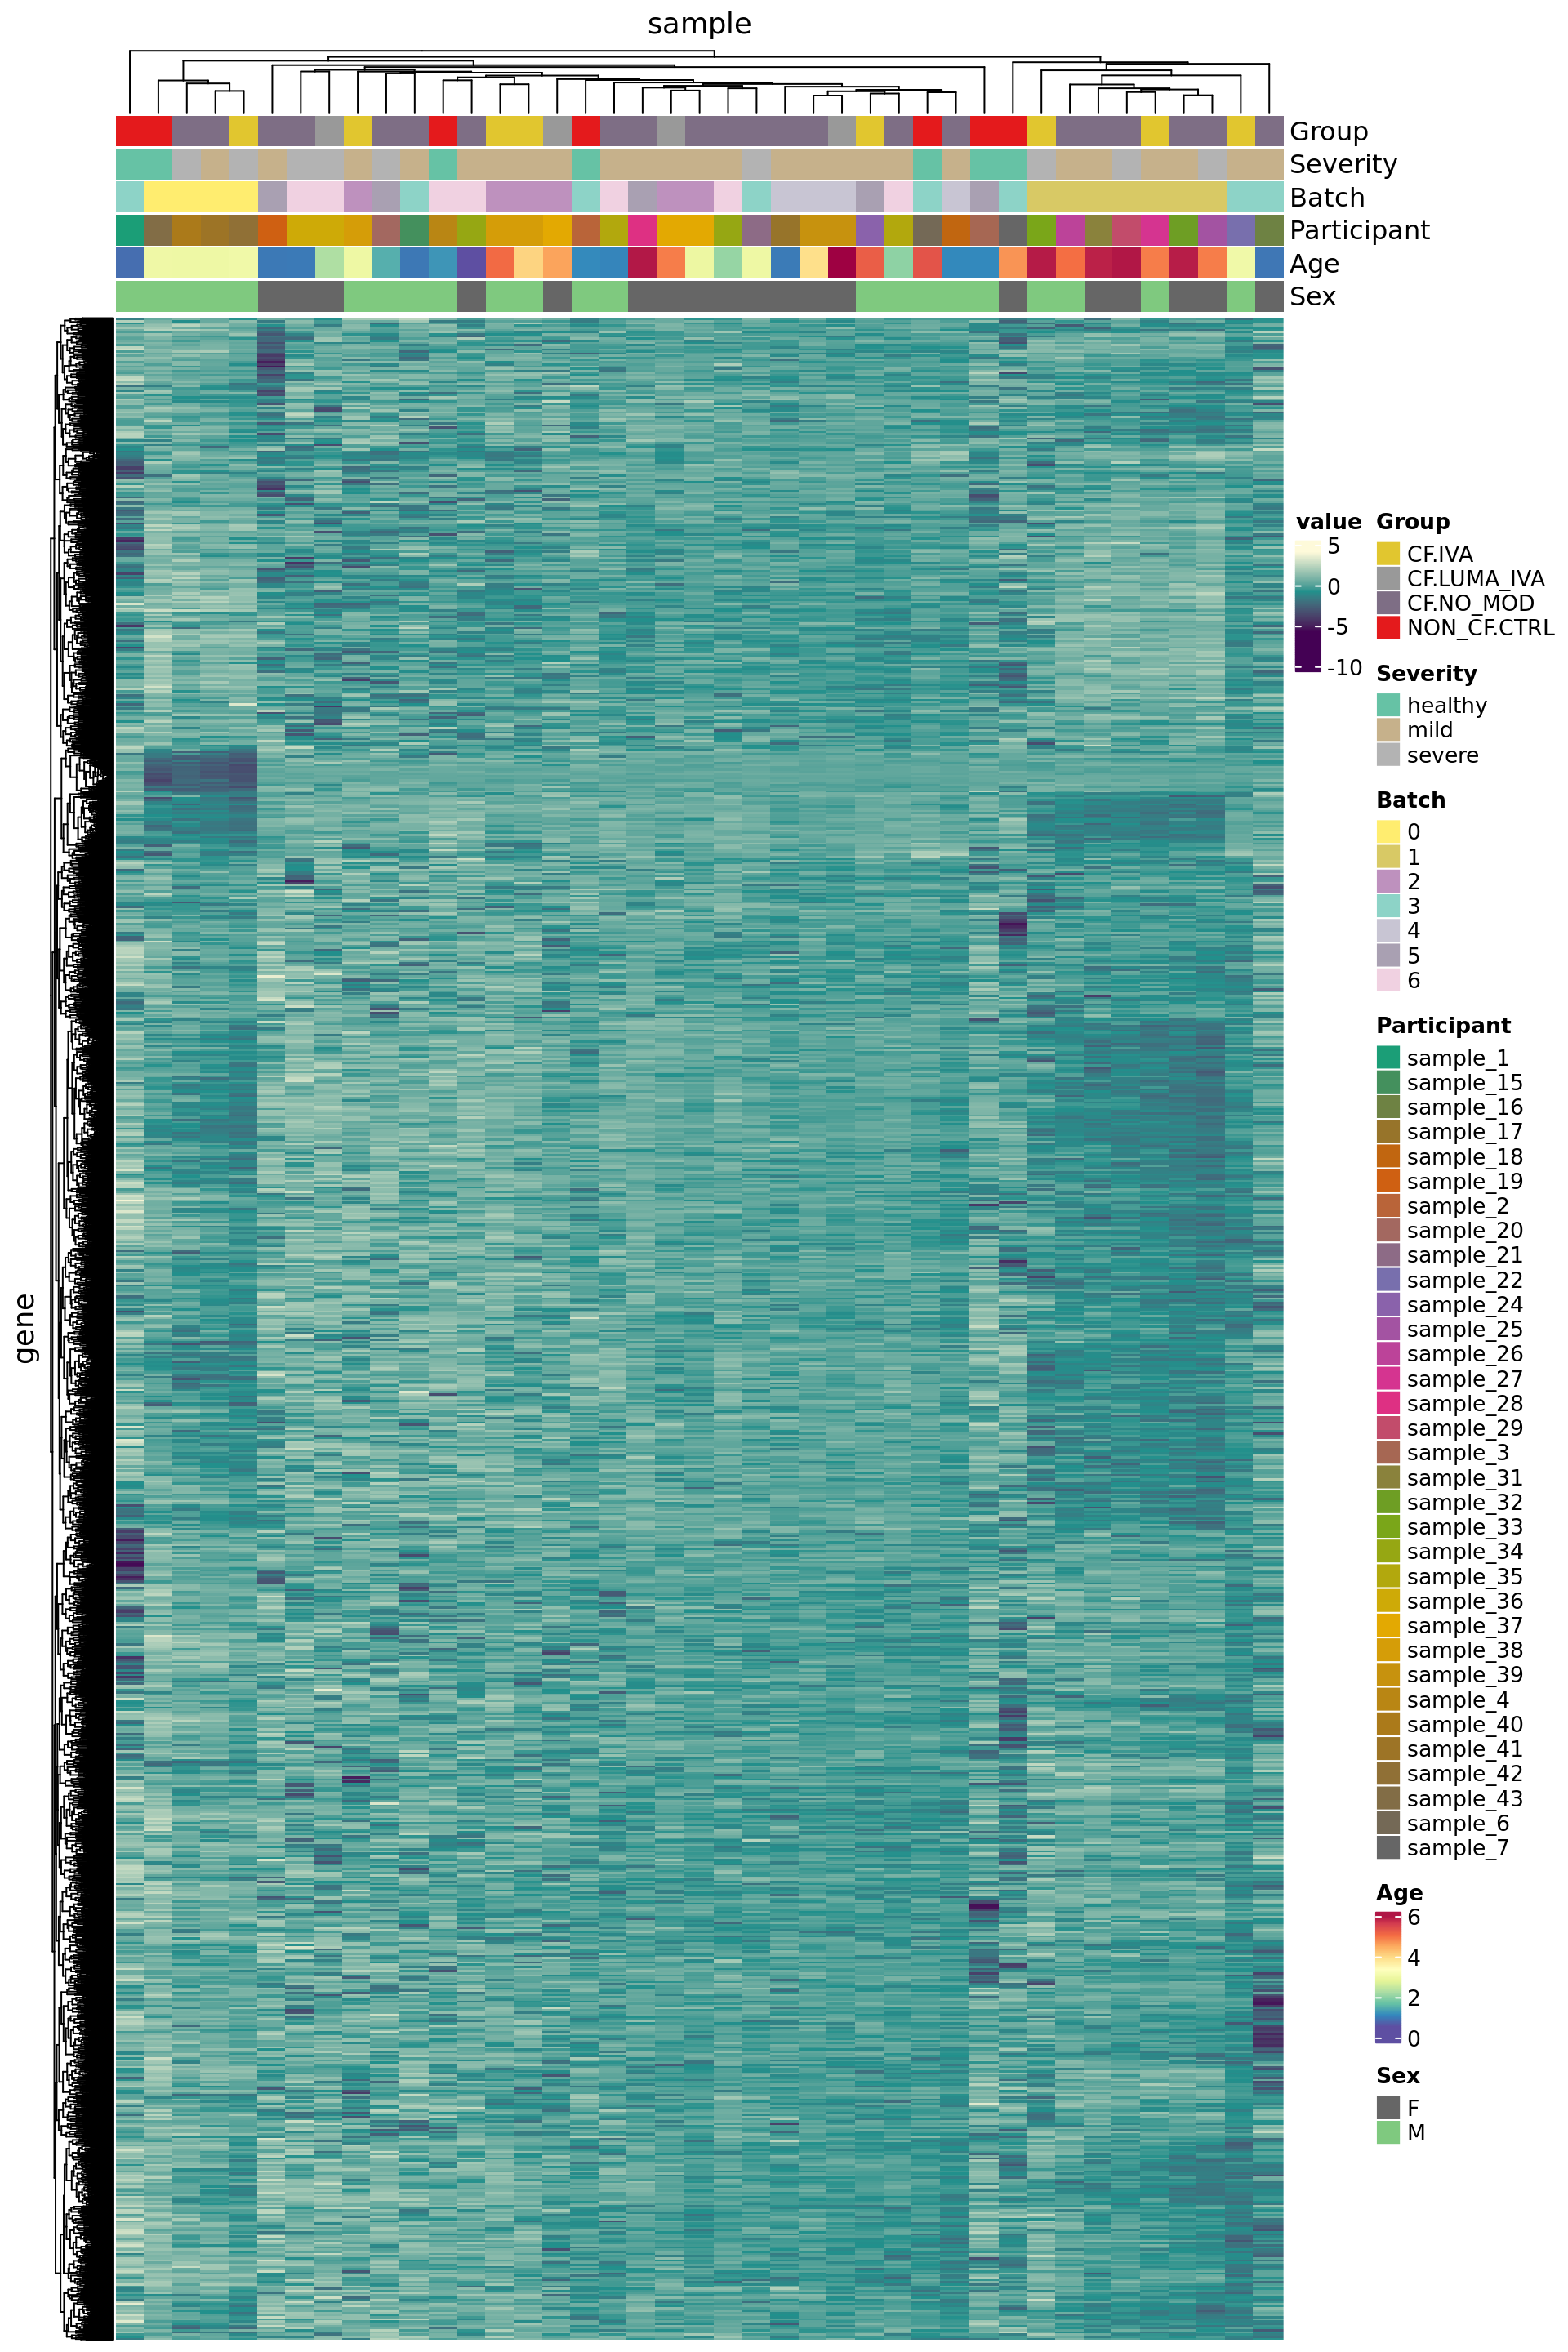 sample
Group
Severity
Batch
Participant
Age
Sex
gene
value
5
0
-5
-10
Group
CF.IVA
CF.LUMA_IVA
CF.NO_MOD
NON_CF.CTRL
Severity
healthy
mild
severe
Batch
0
1
2
3
4
5
6
Participant
sample_1
sample_15
sample_16
sample_17
sample_18
sample_19
sample_2
sample_20
sample_21
sample_22
sample_24
sample_25
sample_26
sample_27
sample_28
sample_29
sample_3
sample_31
sample_32
sample_33
sample_34
sample_35
sample_36
sample_37
sample_38
sample_39
sample_4
sample_40
sample_41
sample_42
sample_43
sample_6
sample_7
Age
6
4
2
0
Sex
F
M